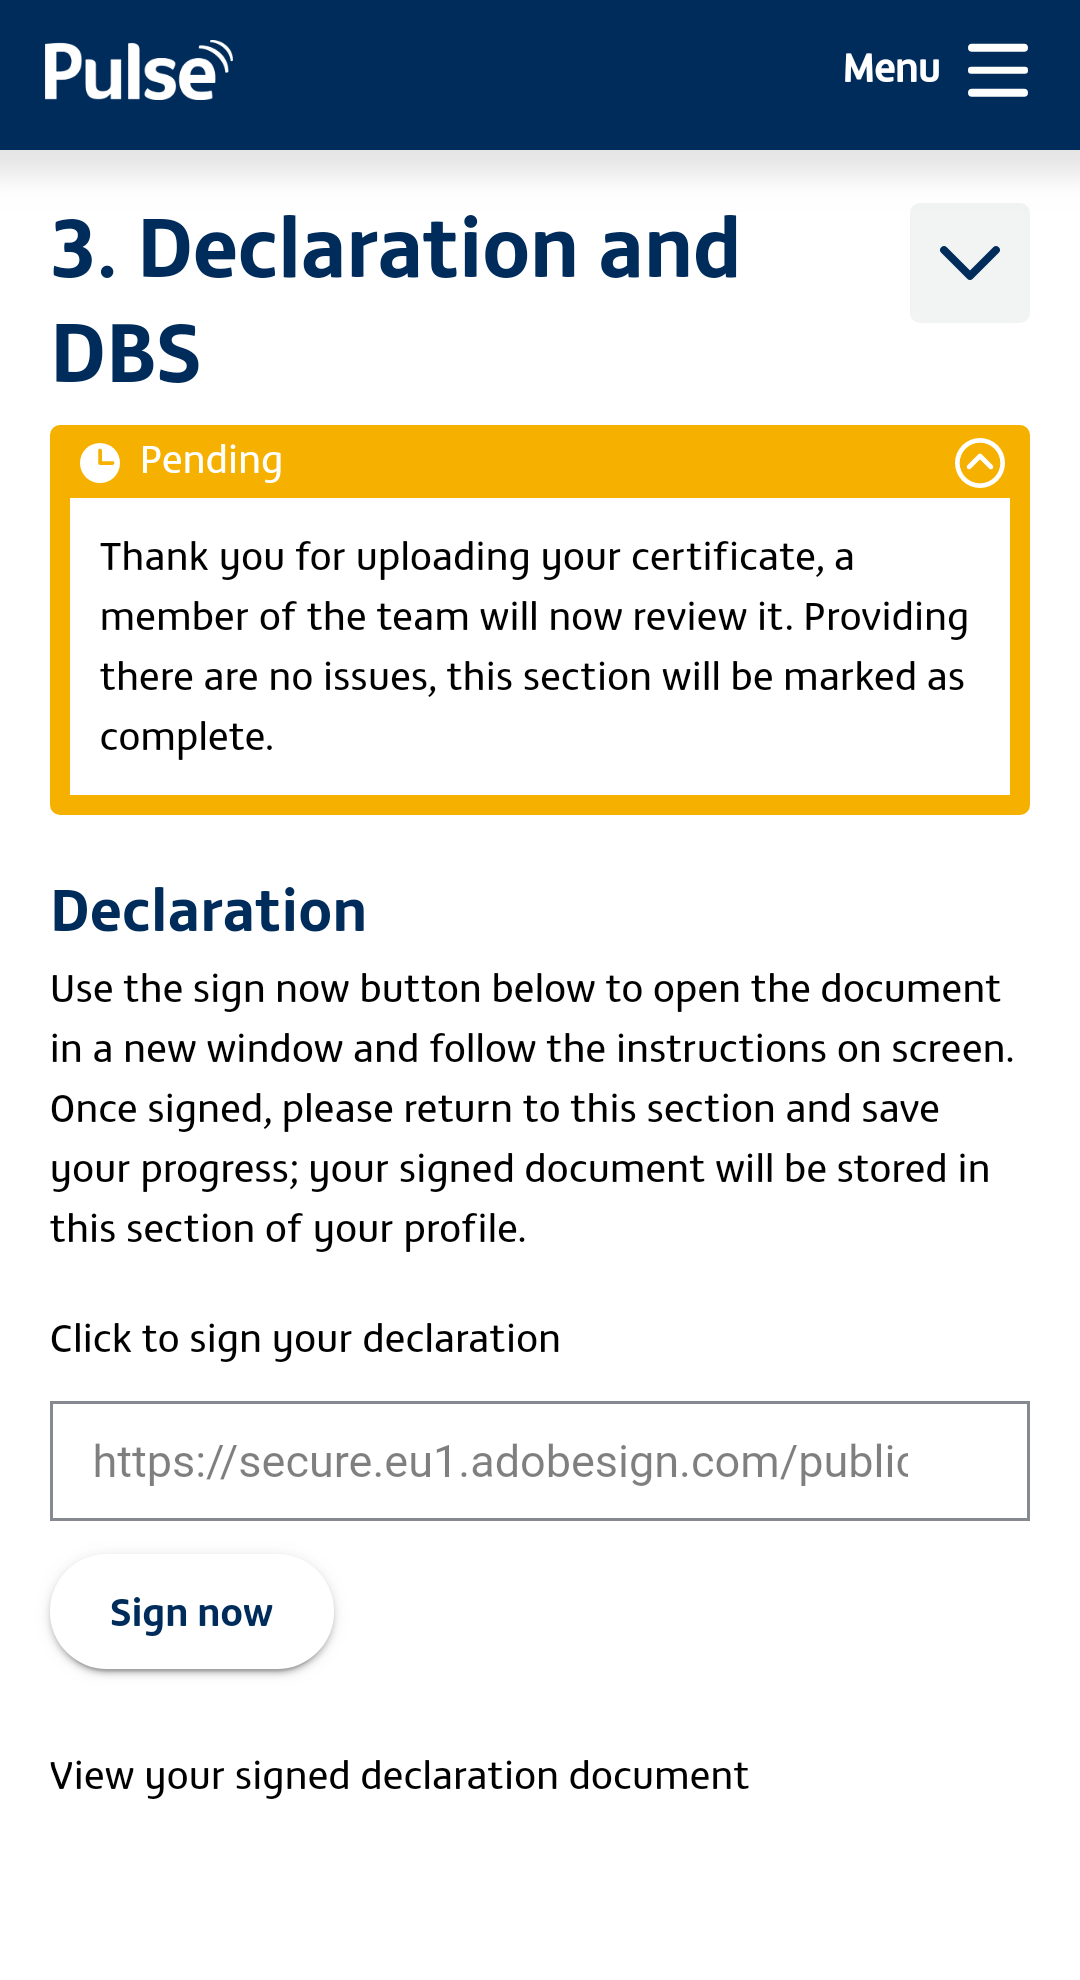 Pulse
Menu
3. Declaration and
DBS
Pending
Thank you for uploading your certificate, a
member of the team will now review it. Providing
there are no issues, this section will be marked as
complete.
Declaration
Use the sign now button below to open the document
in a new window and follow the instructions on screen.
Once signed, please return to this section and save
your progress; your signed document will be stored in
this section of your profile.
Click to sign your declaration
https://secure.eu1.adobesign.com/public
Sign now
View your signed declaration document